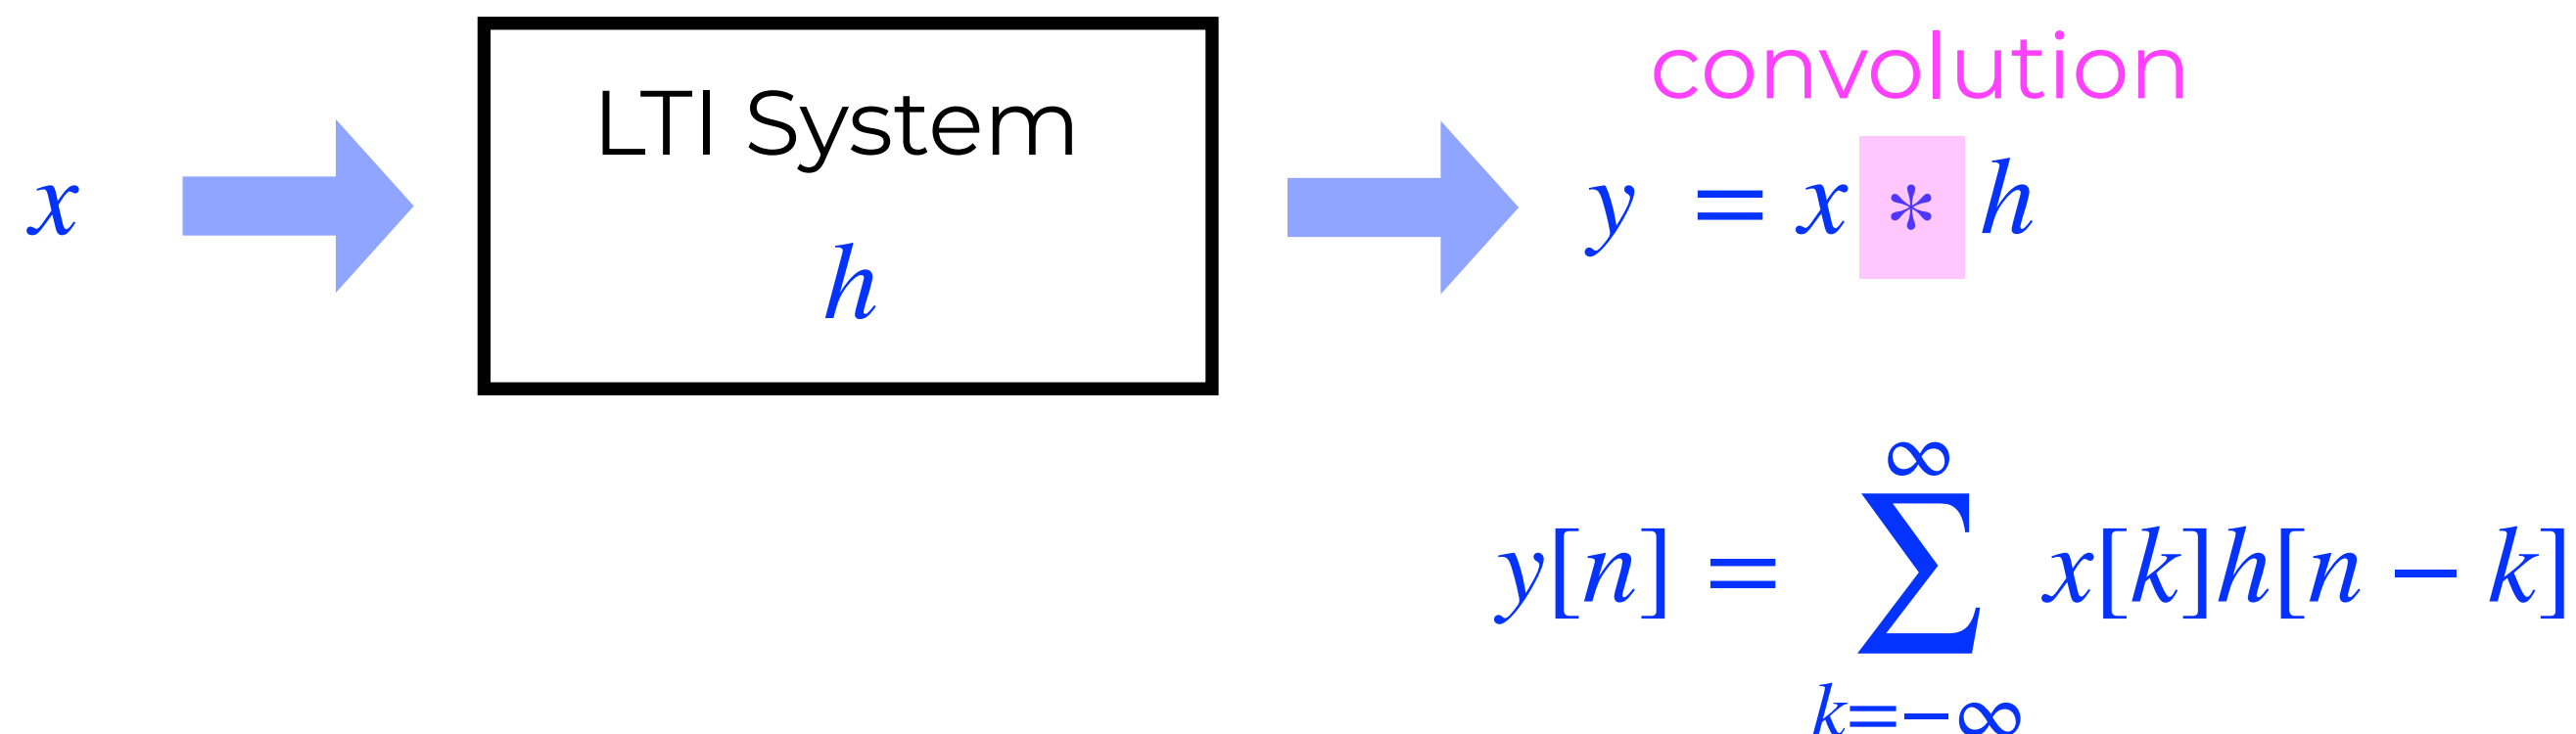 convolution
LTI System
x
y = x * h
h
y[n] = ∑ x[k]h[n − k]
∞
k=−∞